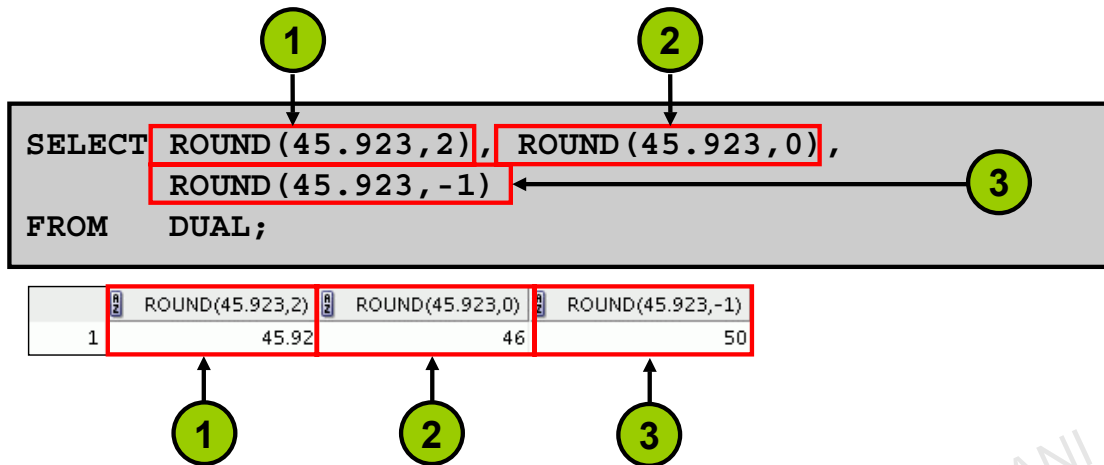 1 2
SELECT ROUND(45.923,2), ROUND(45.923,0),
ROUND(45.923,-1) 3
FROM DUAL;
ROUND(45.923,2) ROUND(45.923,0) ROUND(45.923,-1)
1 45.92 46 50
1 2 3